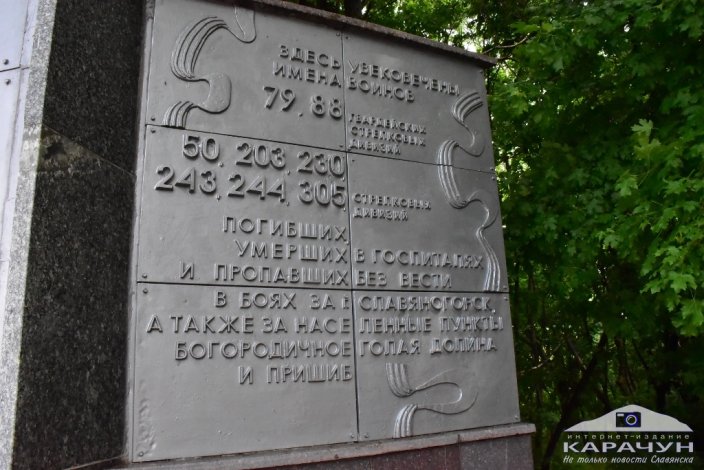 ЗДЕСЬ УВЕКОВЕЧЕНЫ
ИМЕНА ВОИНОВ
79, 88 ГВАРДЕЙСКИХ
СТРЕЛКОВЫХ
ДИВИЗИЙ
50, 203, 230
243, 244, 305 СТРЕЛКОВЫХ
ДИВИЗИЙ
ПОГИБШИХ,
УМЕРШИХ В ГОСПИТАЛЯХ
И ПРОПАВШИХ БЕЗ ВЕСТИ
В БОЯХ ЗА г. СЛАВЯНОГОРСК,
А ТАКЖЕ ЗА НАСЕЛЕННЫЕ ПУНКТЫ
БОГОРОДИЧНОЕ ГОЛАЯ ДОЛИНА
И ПРИШИБ
интернет-издание
КАРАЧУН
Не только новости Славянска